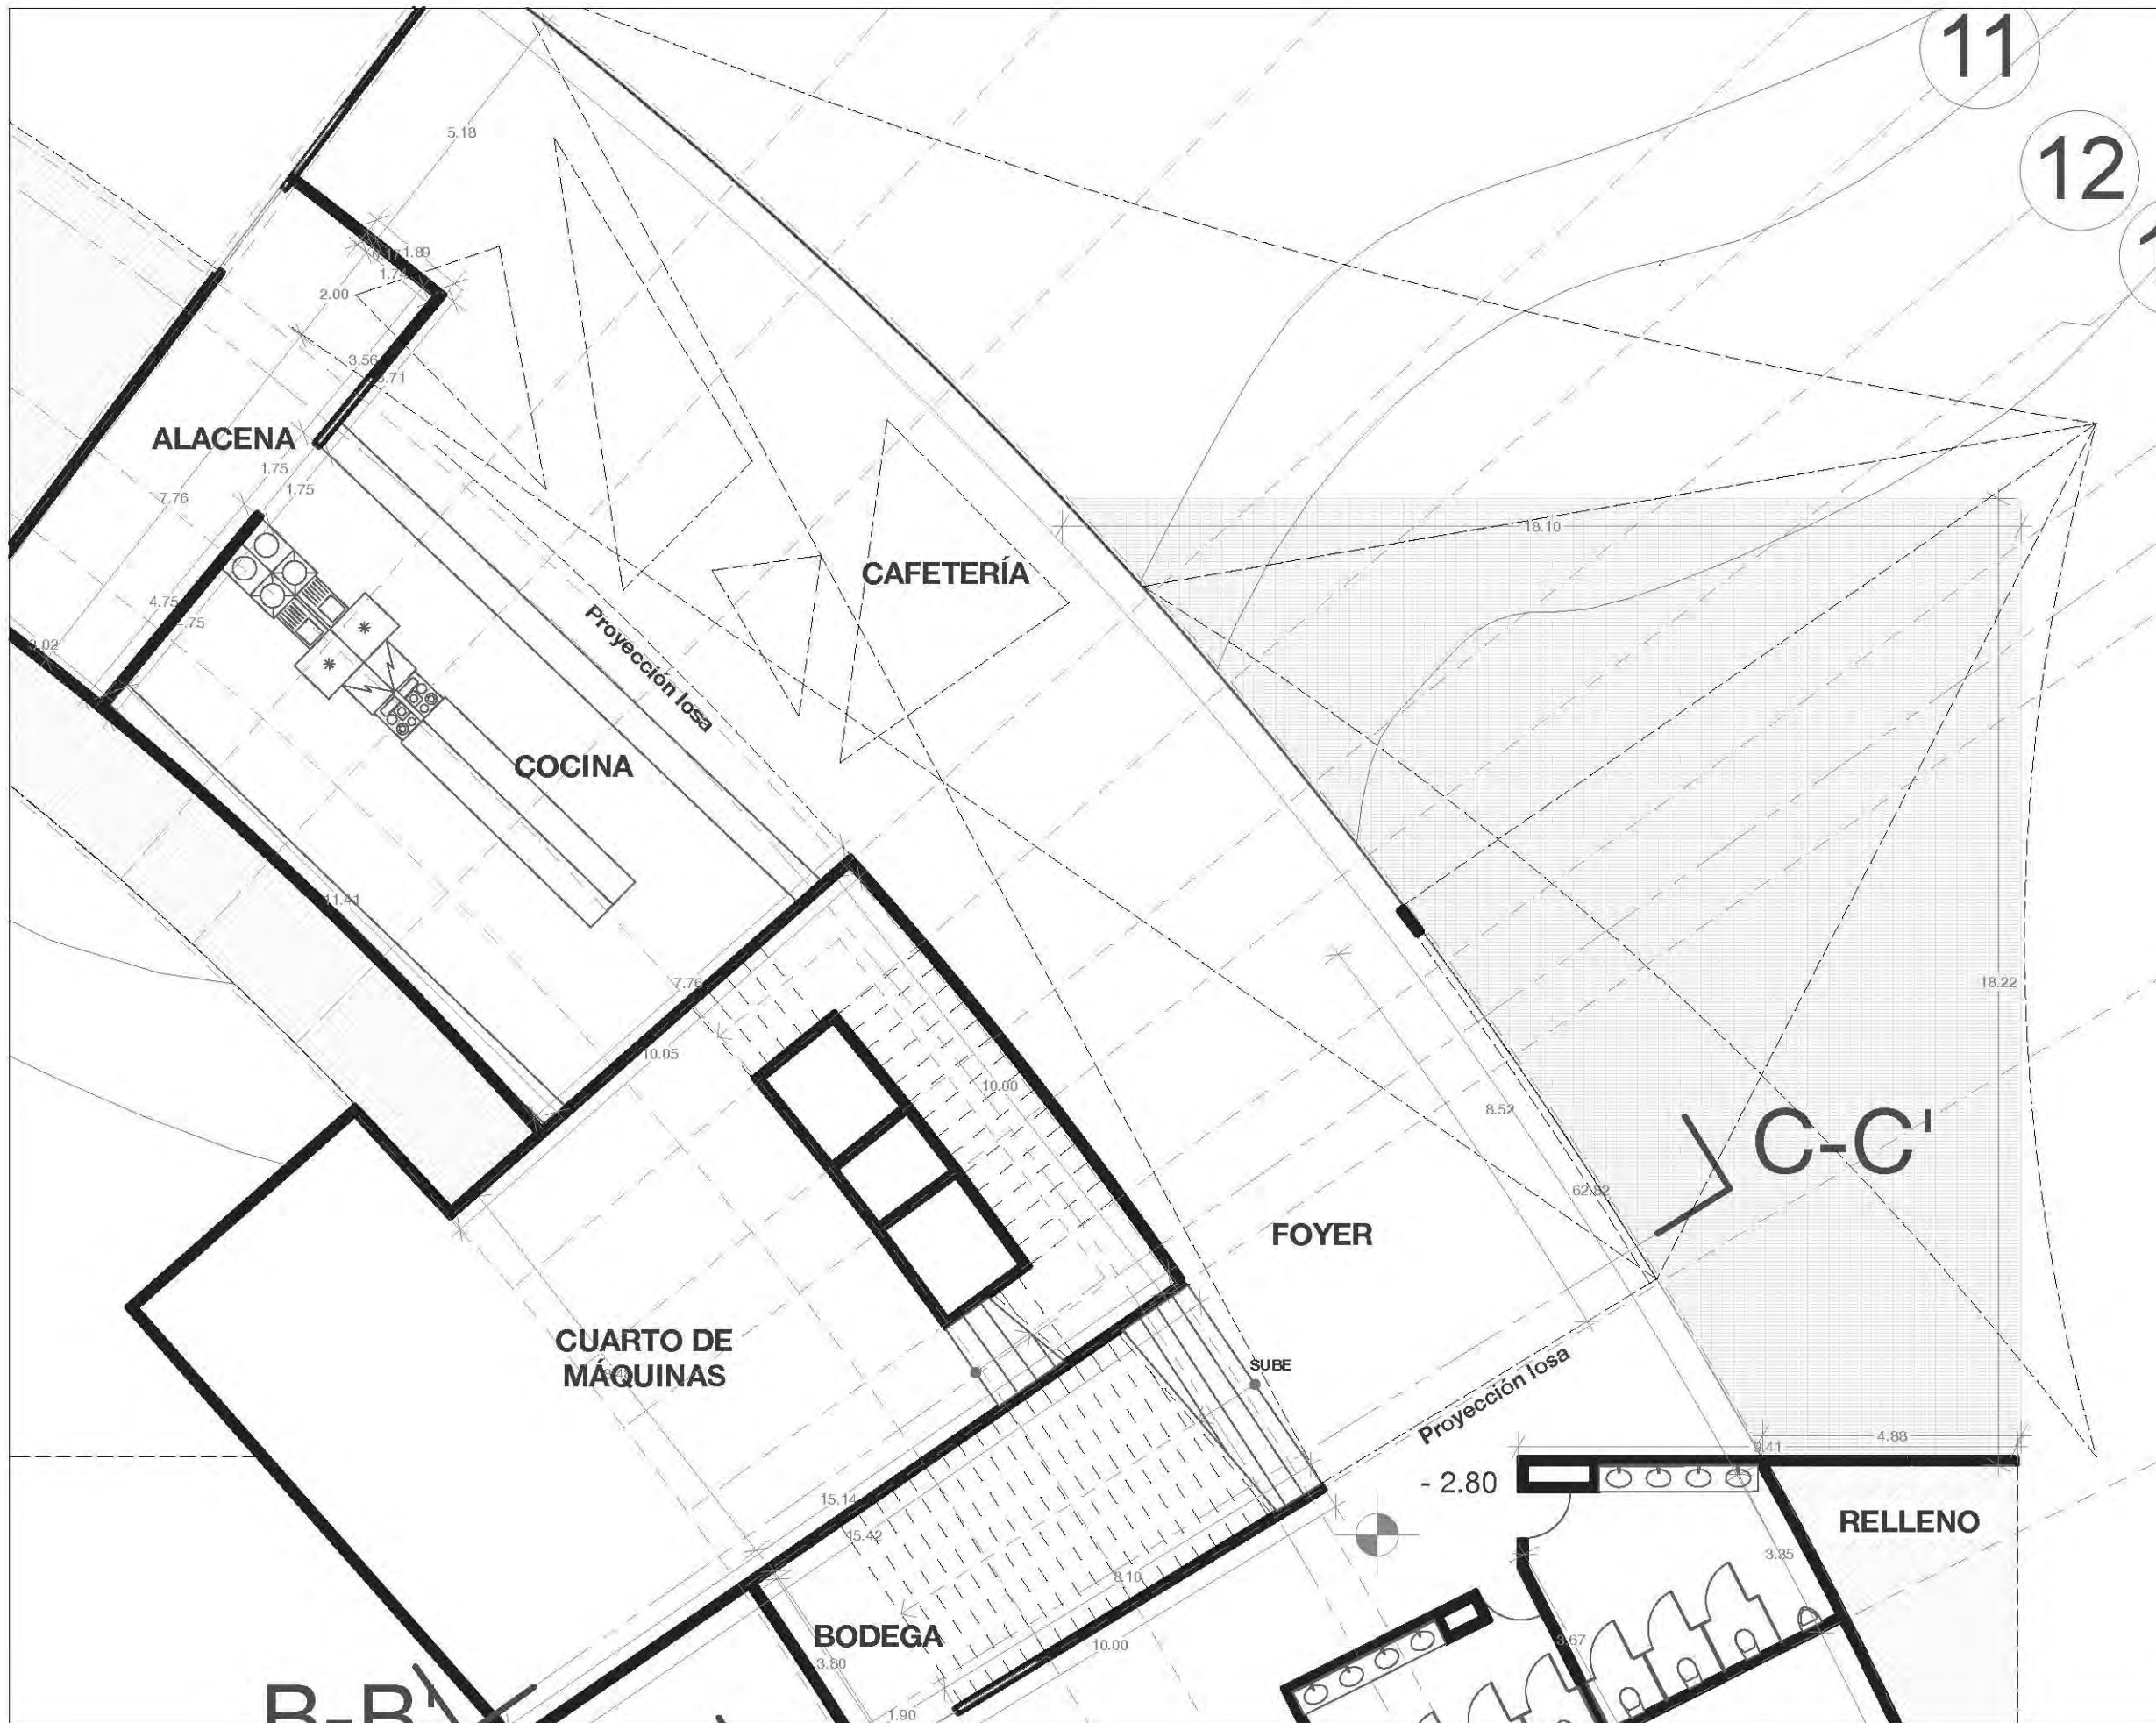 11
12
5.18
1.89
1.74
2.00
3.56
ALACENA
1.75
1.75
7.76
18.10
CAFETERÍA
4.75
4.75
3.02
Proyección losa
COCINA
11.41
7.76
10.05
18.22
10.00
8.52
C-C'
62.82
FOYER
CUARTO DE
MÁQUINAS
SUBE
Proyección losa
4.88
- 2.80
15.14
15.42
RELLENO
3.35
8.10
BODEGA
10.00
3.67
3.80
B-B'
1.90